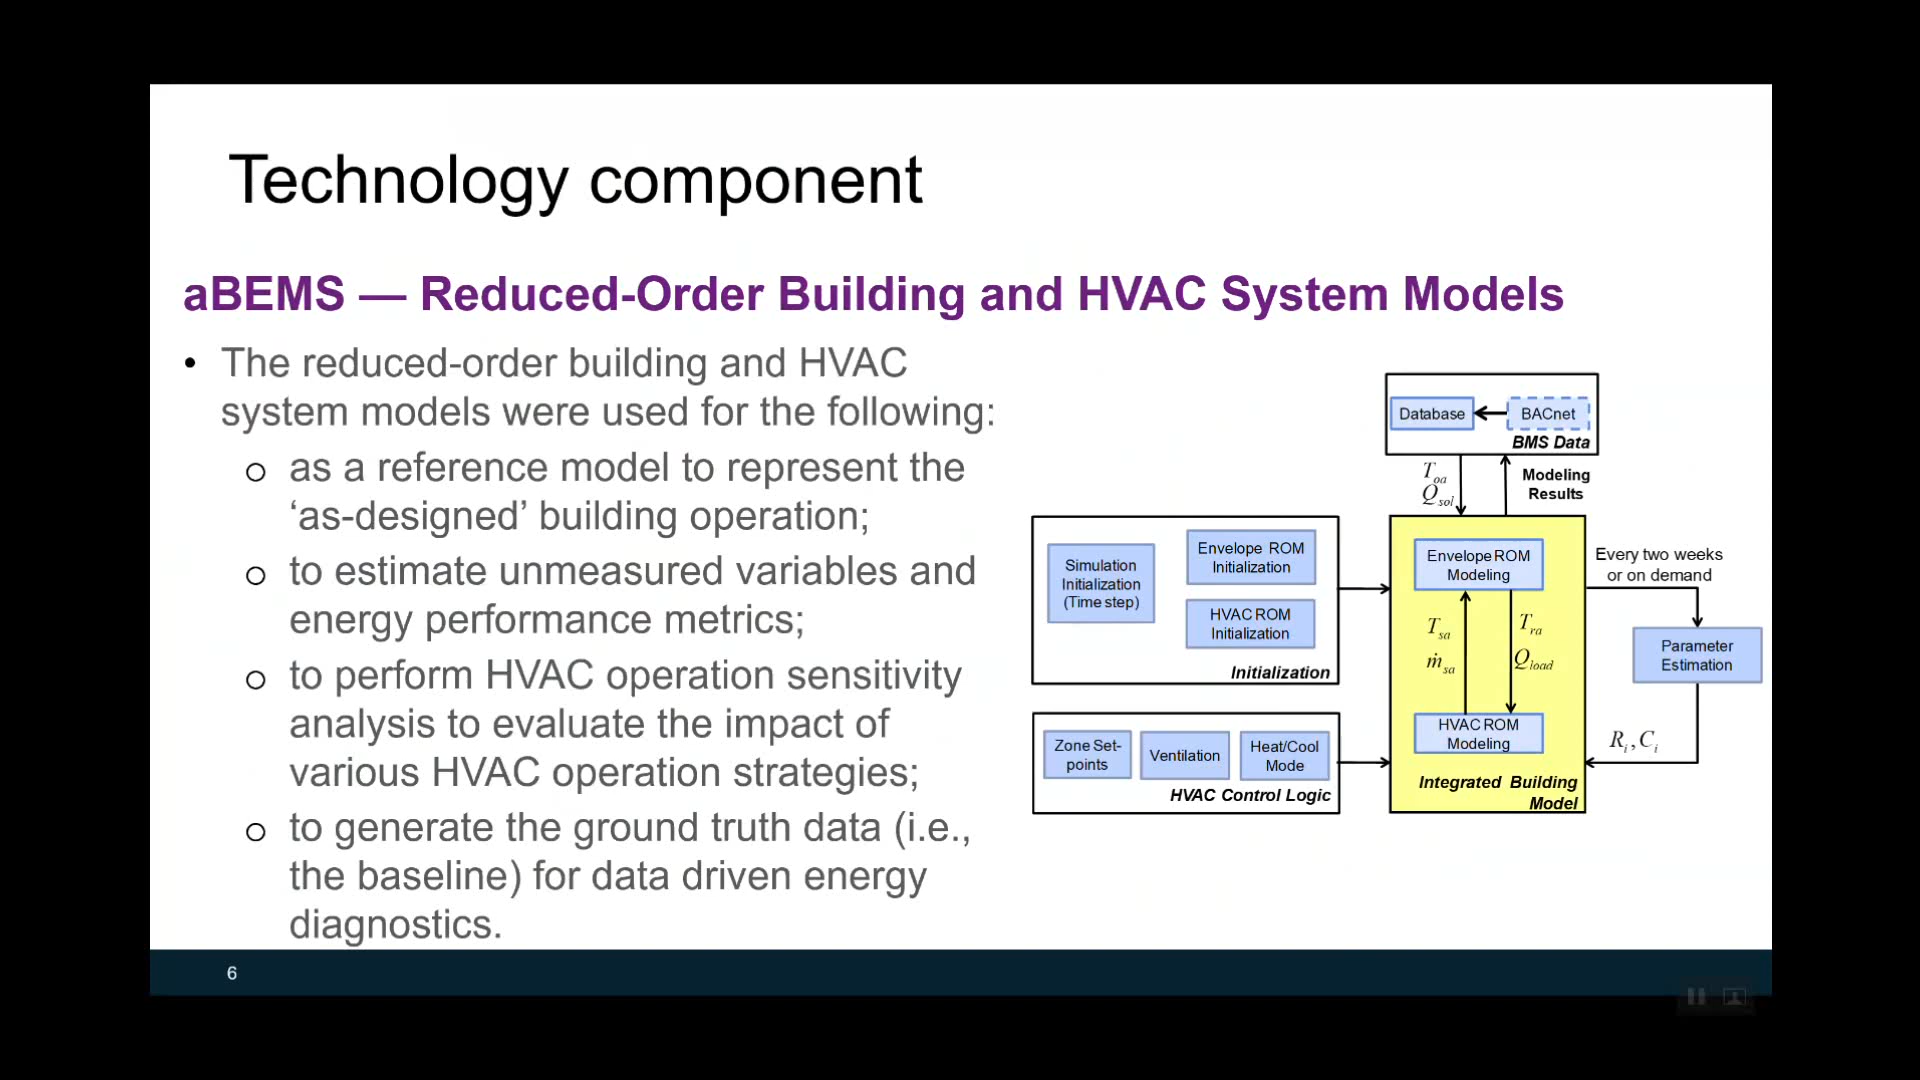 Technology component
aBEMS — Reduced-Order Building and HVAC System Models
• The reduced-order building and HVAC
system models were used for the following:
o as a reference model to represent the
‘as-designed’ building operation;
o to estimate unmeasured variables and
energy performance metrics;
o to perform HVAC operation sensitivity
analysis to evaluate the impact of
various HVAC operation strategies;
o to generate the ground truth data (i.e.,
the baseline) for data driven energy
diagnostics.
Database
BACnet
BMS Data
T_oa
Q_sol
Modeling
Results
Simulation
Initialization
(Time step)
Envelope ROM
Initialization
HVAC ROM
Initialization
Initialization
Zone Set-
points
Ventilation
Heat/Cool
Mode
HVAC Control Logic
Envelope ROM
Modeling
T_sa
ṁ_sa
T_ra
Q_load
HVAC ROM
Modeling
Integrated Building
Model
Every two weeks
or on demand
Parameter
Estimation
R_i, C_i
6